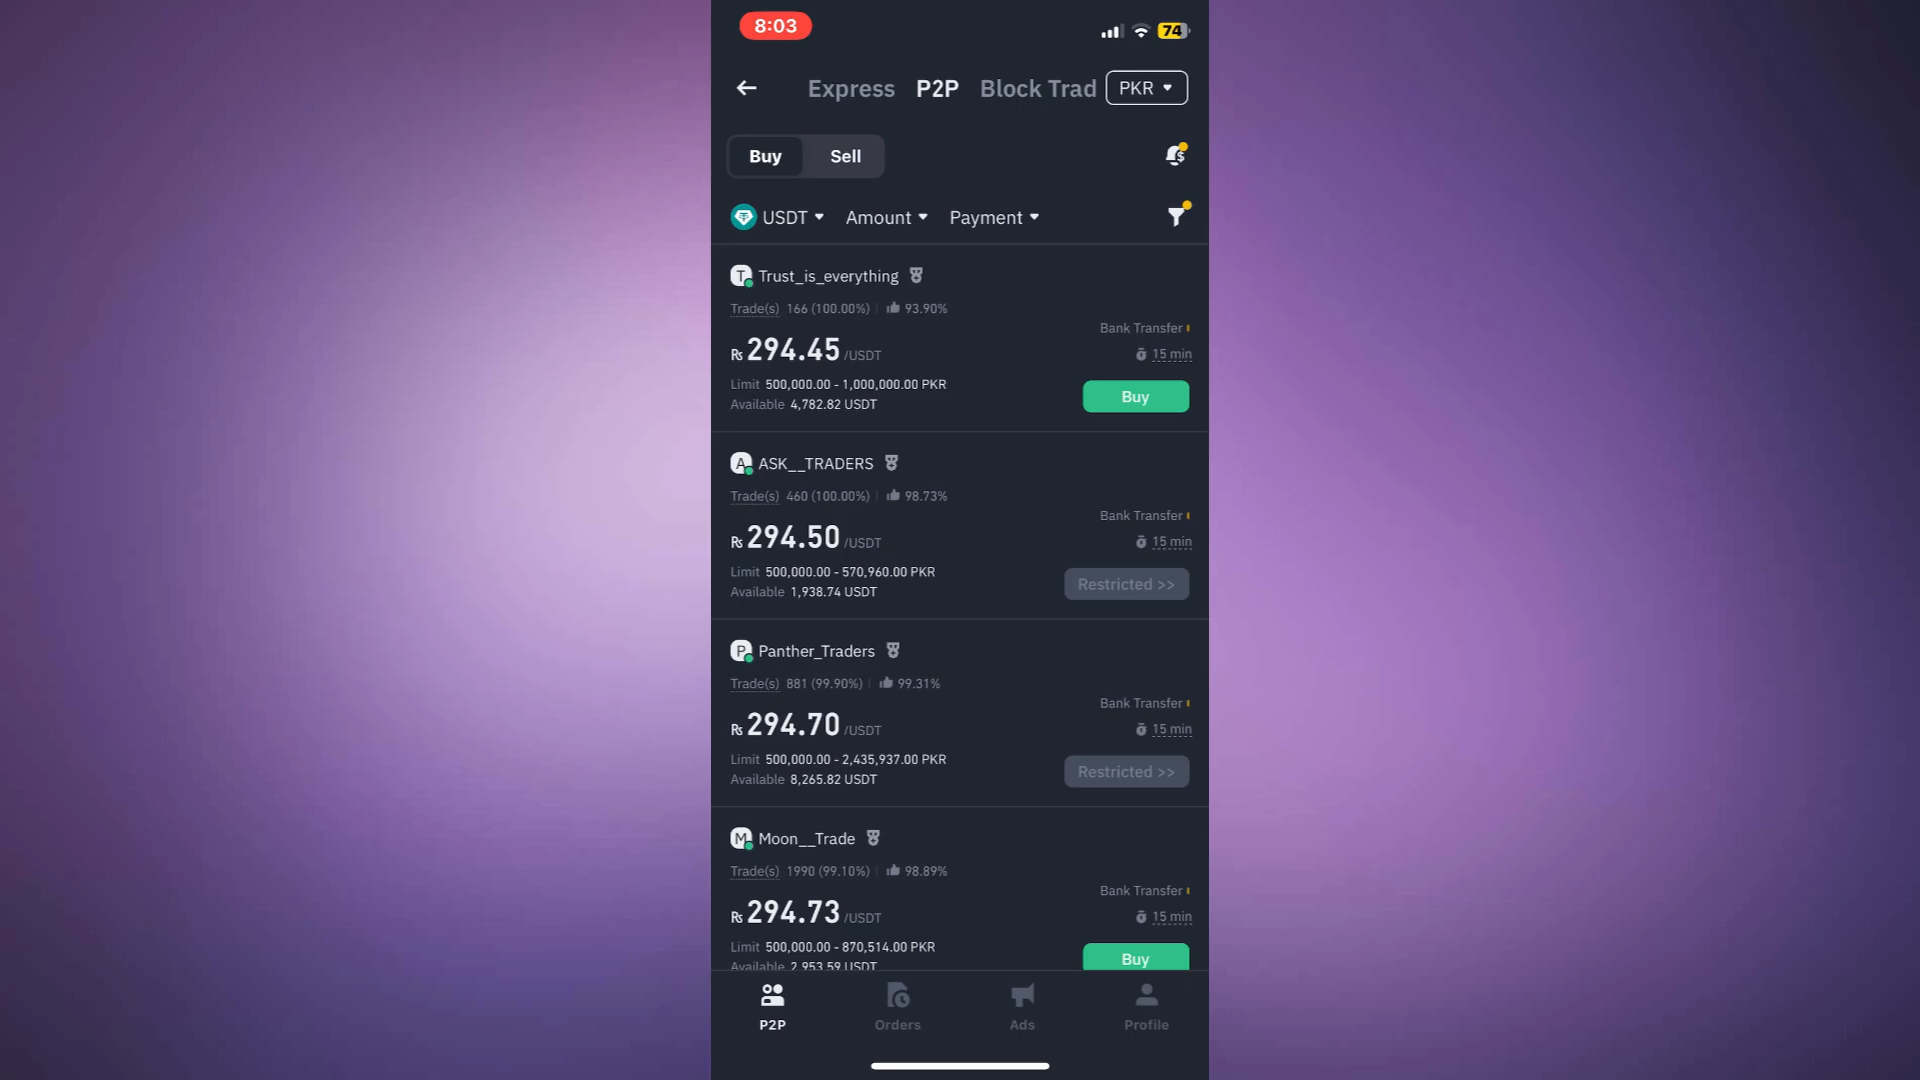 8:03
74
Express P2P Block Trad PKR
Buy Sell
USDT Amount Payment
T Trust_is_everything
Trade(s) 166 (100.00%) 93.90%
Bank Transfer
Rs 294.45 /USDT
15 min
Limit 500,000.00 - 1,000,000.00 PKR
Available 4,782.82 USDT
Buy
A ASK__TRADERS
Trade(s) 460 (100.00%) 98.73%
Bank Transfer
Rs 294.50 /USDT
15 min
Limit 500,000.00 - 570,960.00 PKR
Available 1,938.74 USDT
Restricted >>
P Panther_Traders
Trade(s) 881 (99.90%) 99.31%
Bank Transfer
Rs 294.70 /USDT
15 min
Limit 500,000.00 - 2,435,937.00 PKR
Available 8,265.82 USDT
Restricted >>
M Moon__Trade
Trade(s) 1990 (99.10%) 98.89%
Bank Transfer
Rs 294.73 /USDT
15 min
Limit 500,000.00 - 870,514.00 PKR
Available 2,953.59 USDT
Buy
P2P Orders Ads Profile